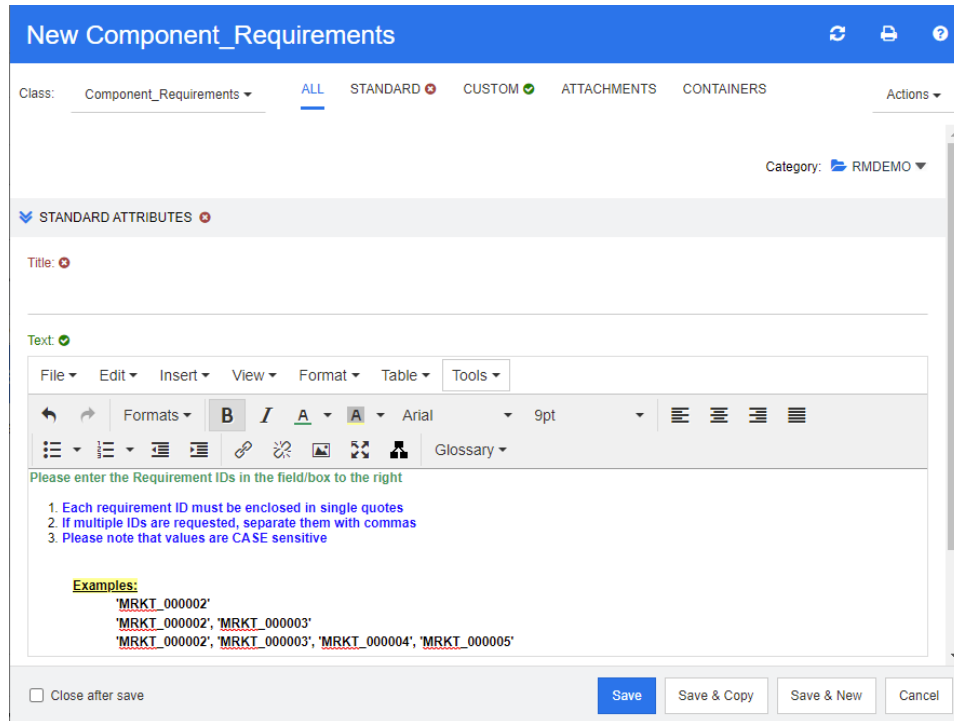 New Component_Requirements
Class: Component_Requirements ALL STANDARD CUSTOM ATTACHMENTS CONTAINERS Actions
Category: RMDEMO
STANDARD ATTRIBUTES
Title:
Text:
File Edit Insert View Format Table Tools
Formats B I A A Arial 9pt
Glossary
Please enter the Requirement IDs in the field/box to the right
1. Each requirement ID must be enclosed in single quotes
2. If multiple IDs are requested, separate them with commas
3. Please note that values are CASE sensitive
Examples:
'MRKT_000002'
'MRKT_000002', 'MRKT_000003'
'MRKT_000002', 'MRKT_000003', 'MRKT_000004', 'MRKT_000005'
Close after save Save Save & Copy Save & New Cancel